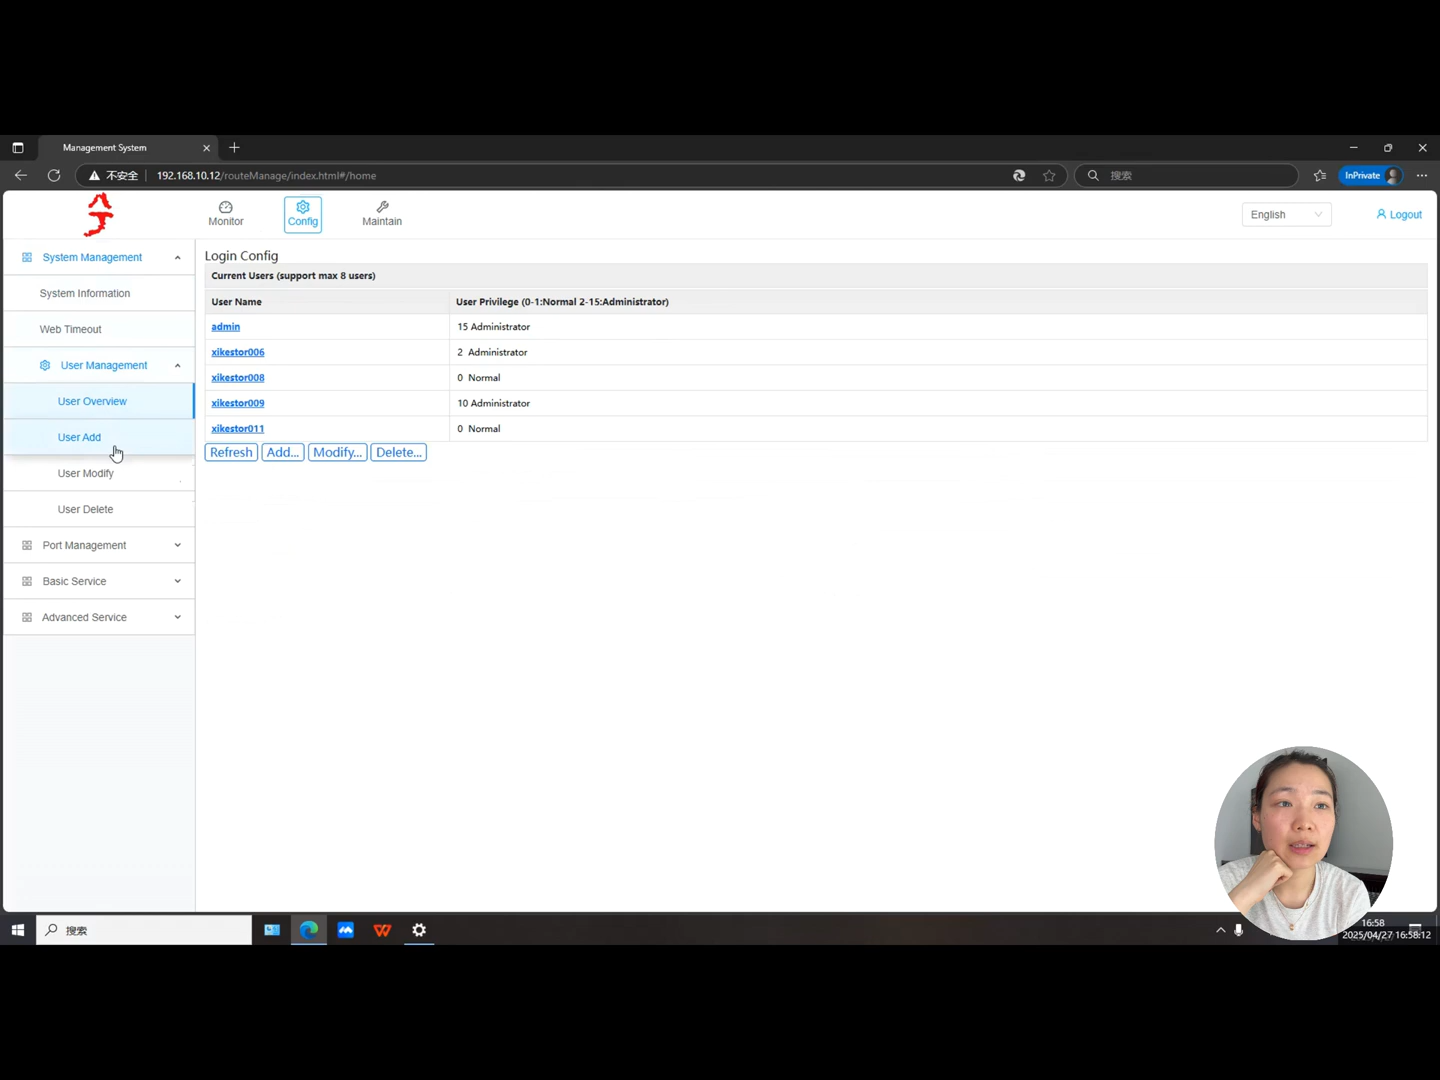 Management System
不安全
192.168.10.12/routeManage/index.html#/home
搜索
InPrivate
Monitor
Config
Maintain
English
Logout
System Management
System Information
Web Timeout
User Management
User Overview
User Add
User Modify
User Delete
Port Management
Basic Service
Advanced Service
Login Config
Current Users (support max 8 users)
User Name
User Privilege (0-1:Normal 2-15:Administrator)
admin
15 Administrator
xikestor006
2 Administrator
xikestor008
0 Normal
xikestor009
10 Administrator
xikestor011
0 Normal
Refresh
Add...
Modify...
Delete...
搜索
16:58
2025/04/27 16:58:12